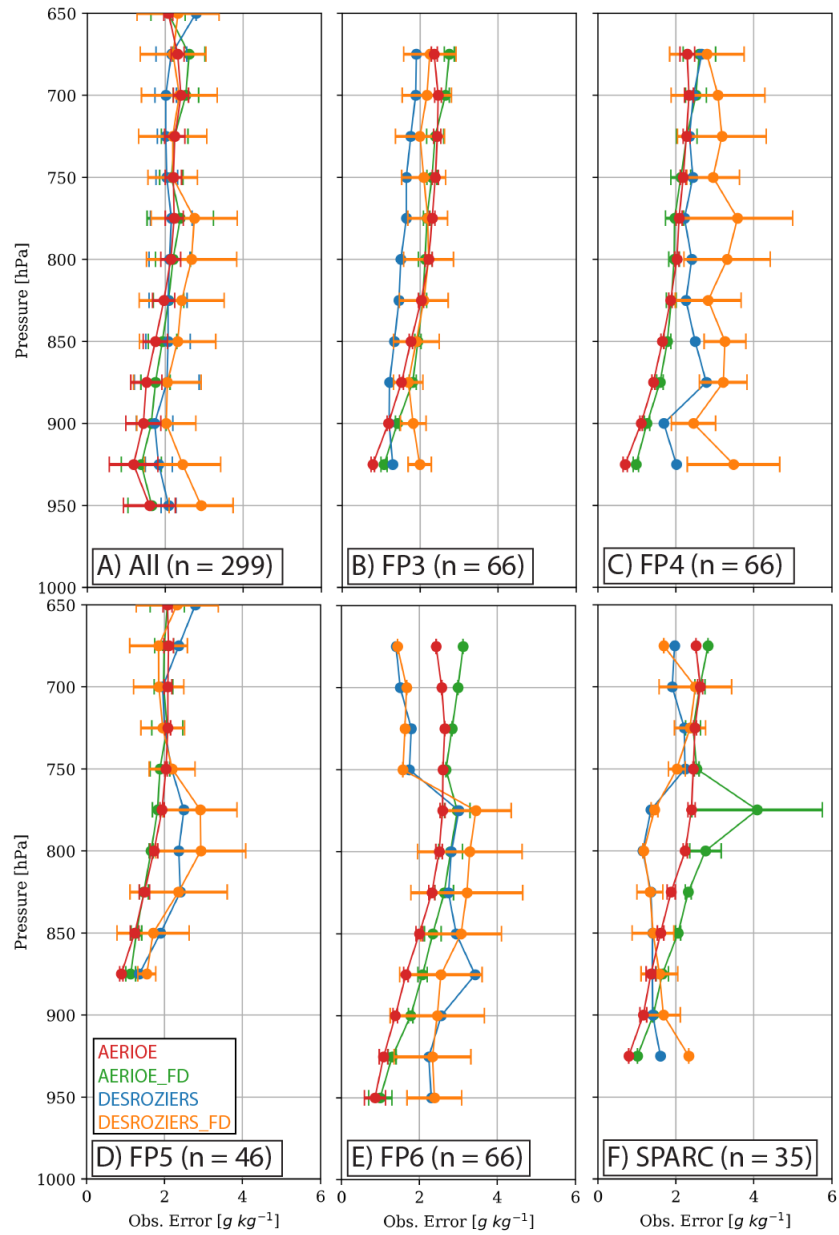 650
700
750
800
850
900
950
1000
Pressure [hPa]
A) All (n = 299)
B) FP3 (n = 66)
C) FP4 (n = 66)
650
700
750
800
850
900
950
1000
Pressure [hPa]
AERIOE
AERIOE_FD
DESROZIERS
DESROZIERS_FD
D) FP5 (n = 46)
E) FP6 (n = 66)
F) SPARC (n = 35)
0 2 4 6
0 2 4 6
0 2 4 6
Obs. Error [g kg⁻¹]
Obs. Error [g kg⁻¹]
Obs. Error [g kg⁻¹]